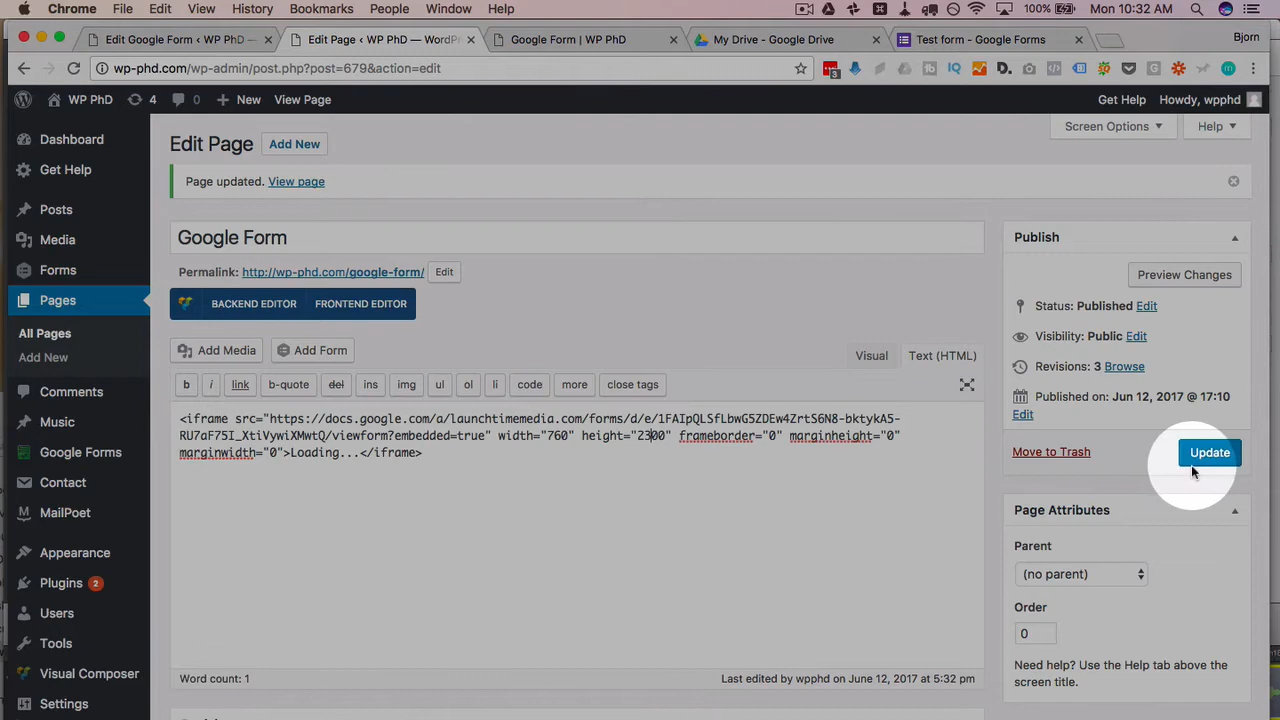 Chrome File Edit View History Bookmarks People Window Help 100% Mon 10:32 AM
Edit Google Form ‹ WP PhD — × Edit Page ‹ WP PhD — WordPr × Google Form | WP PhD × My Drive - Google Drive × Test form - Google Forms × Bjorn
wp-phd.com/wp-admin/post.php?post=679&action=edit 3
WP PhD 4 0 New View Page Get Help Howdy, wpphd
Dashboard
Get Help
Posts
Media
Forms
Pages
All Pages
Add New
Comments
Music
Google Forms
Contact
MailPoet
Appearance
Plugins 2
Users
Tools
Visual Composer
Settings
Screen Options Help
Edit Page Add New
Page updated. View page
Google Form
Permalink: http://wp-phd.com/google-form/ Edit
BACKEND EDITOR FRONTEND EDITOR
Add Media Add Form Visual Text (HTML)
b i link b-quote del ins img ul ol li code more close tags
<iframe src="https://docs.google.com/a/launchtimemedia.com/forms/d/e/1FAIpQLSfLbwG5ZDEw4ZrtS6N8-bktykA5-
RU7aF75I_XtiVywiXMwtQ/viewform?embedded=true" width="760" height="2300" frameborder="0" marginheight="0"
marginwidth="0">Loading...</iframe>
Word count: 1 Last edited by wpphd on June 12, 2017 at 5:32 pm
Publish
Preview Changes
Status: Published Edit
Visibility: Public Edit
Revisions: 3 Browse
Published on: Jun 12, 2017 @ 17:10
Edit
Move to Trash Update
Page Attributes
Parent
(no parent)
Order
0
Need help? Use the Help tab above the
screen title.